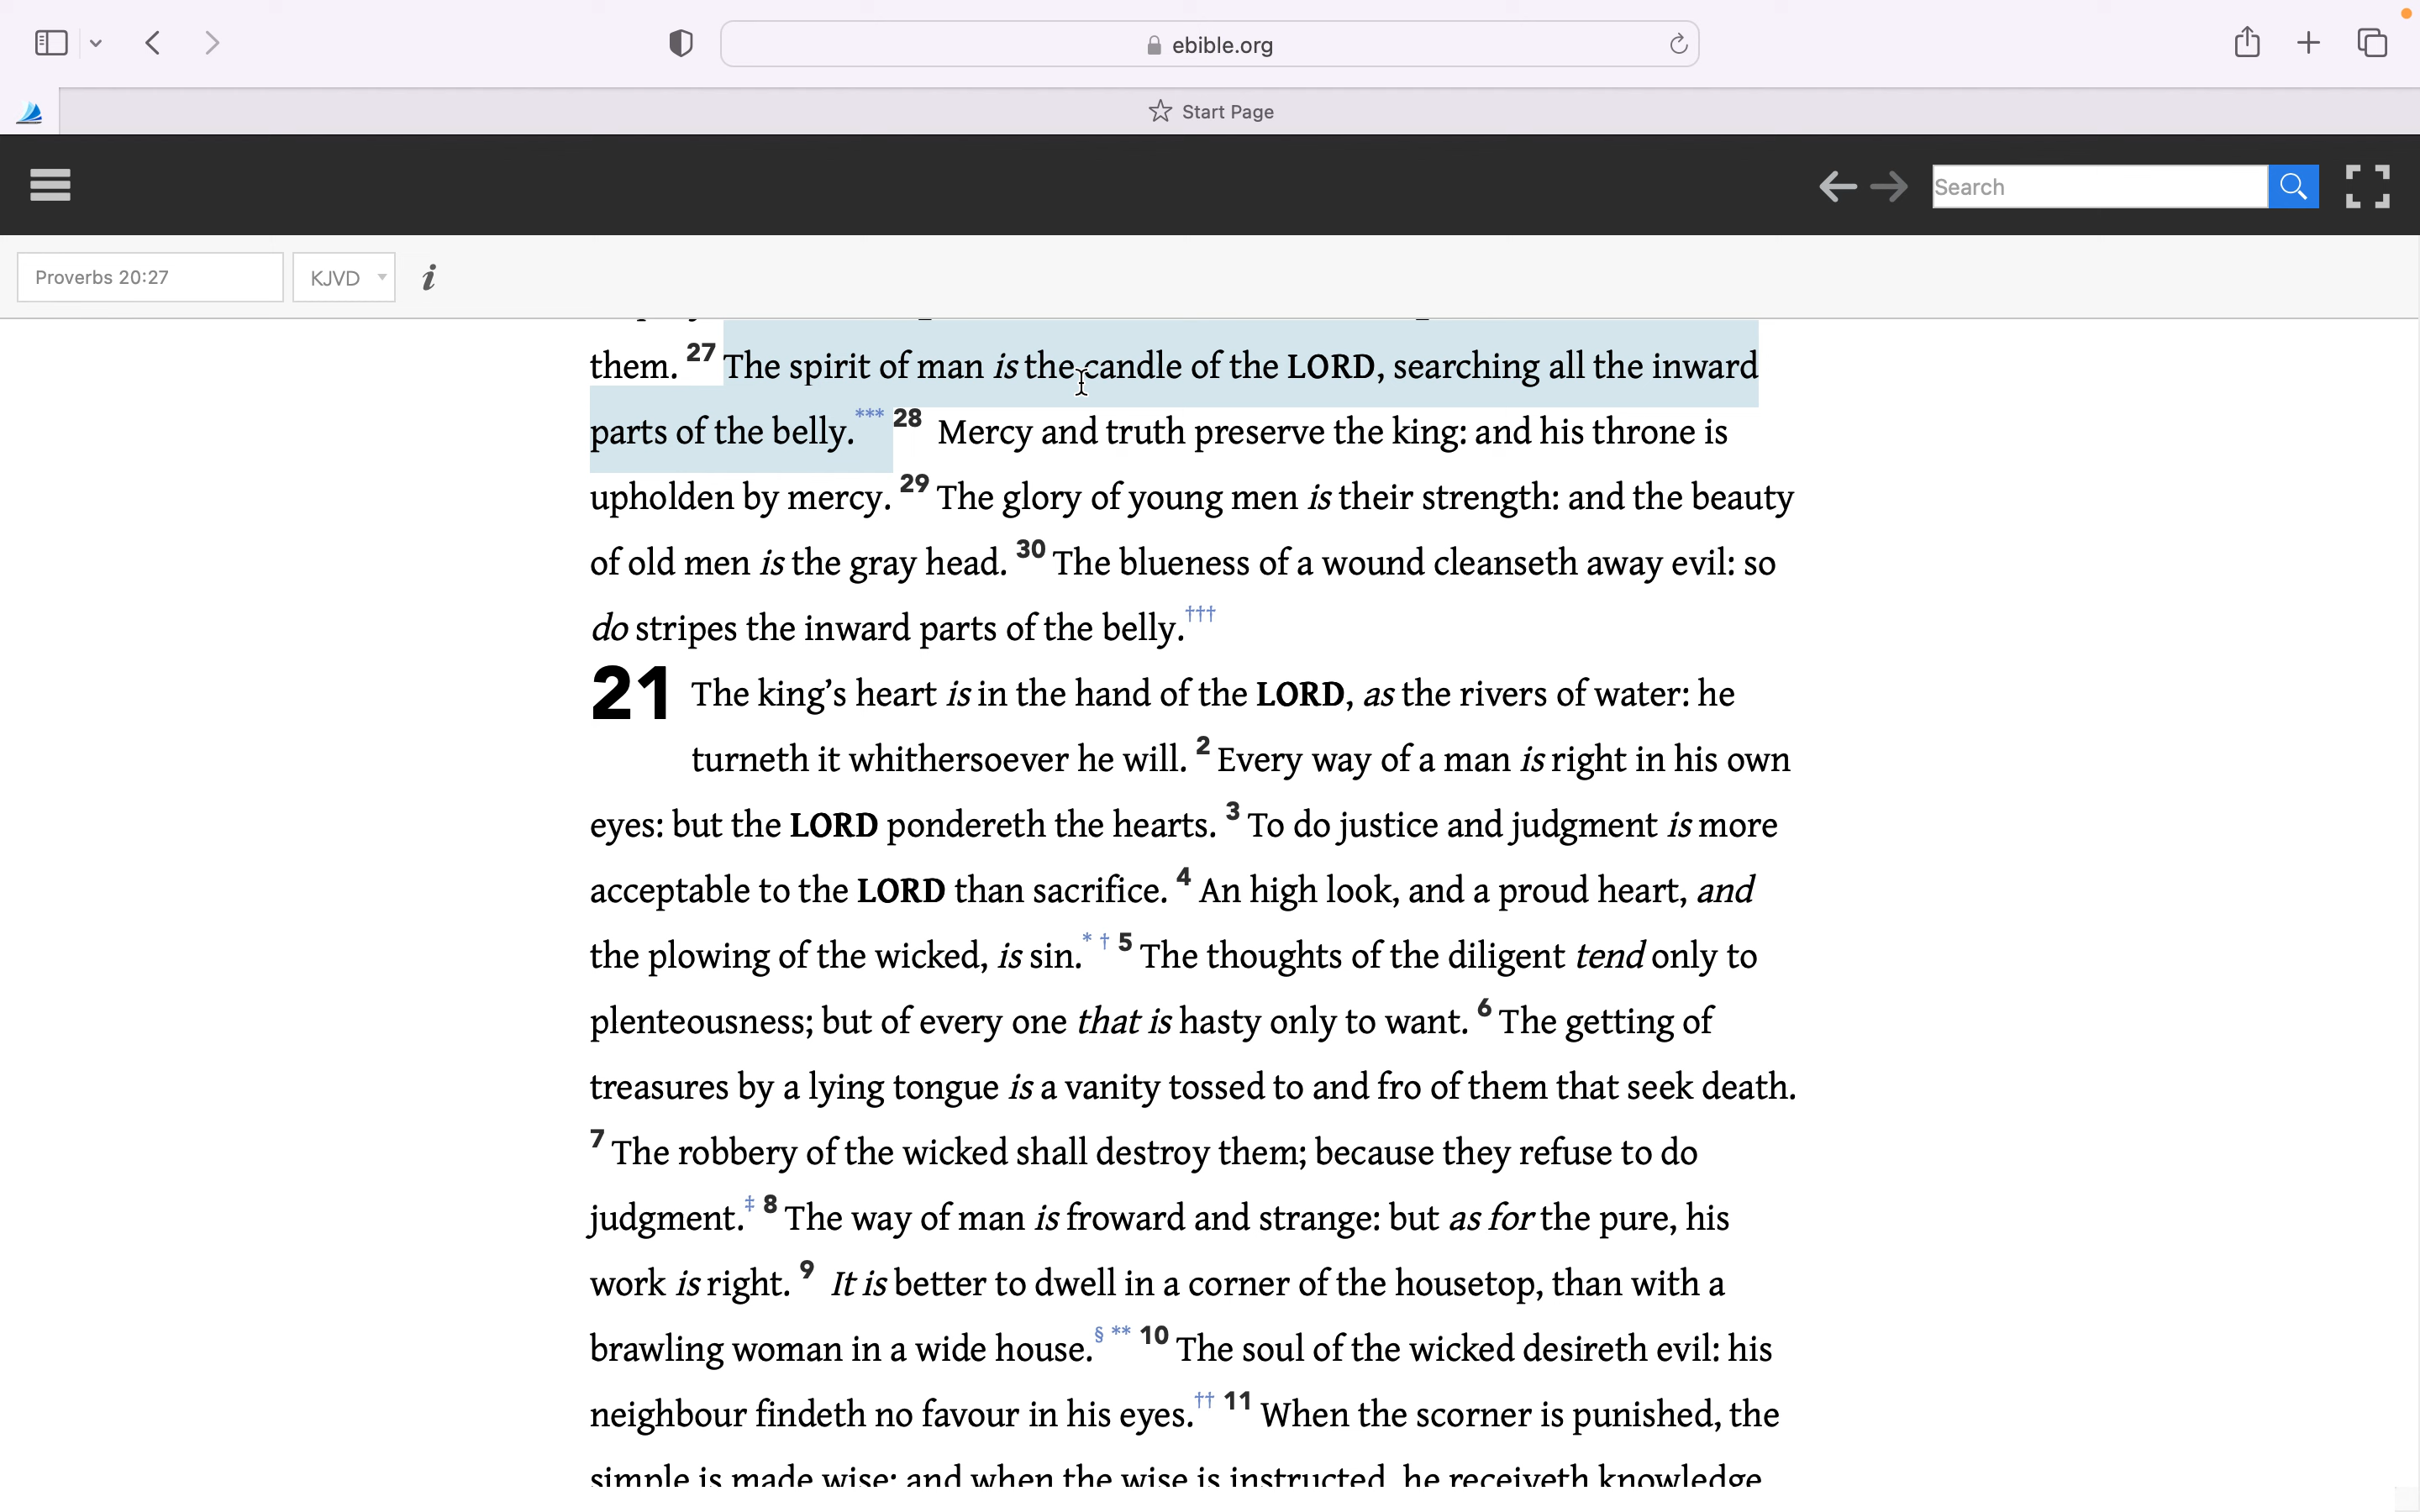 ebible.org
Start Page
Search
Proverbs 20:27
KJVD
i
them. 27 The spirit of man is the candle of the LORD, searching all the inward
parts of the belly.*** 28 Mercy and truth preserve the king: and his throne is
upholden by mercy. 29 The glory of young men is their strength: and the beauty
of old men is the gray head. 30 The blueness of a wound cleanseth away evil: so
do stripes the inward parts of the belly.†††
21 The king’s heart is in the hand of the LORD, as the rivers of water: he
turneth it whithersoever he will. 2 Every way of a man is right in his own
eyes: but the LORD pondereth the hearts. 3 To do justice and judgment is more
acceptable to the LORD than sacrifice. 4 An high look, and a proud heart, and
the plowing of the wicked, is sin.* † 5 The thoughts of the diligent tend only to
plenteousness; but of every one that is hasty only to want. 6 The getting of
treasures by a lying tongue is a vanity tossed to and fro of them that seek death.
7 The robbery of the wicked shall destroy them; because they refuse to do
judgment.‡ 8 The way of man is froward and strange: but as for the pure, his
work is right. 9 It is better to dwell in a corner of the housetop, than with a
brawling woman in a wide house.§ ** 10 The soul of the wicked desireth evil: his
neighbour findeth no favour in his eyes.†† 11 When the scorner is punished, the
simple is made wise: and when the wise is instructed, he receiveth knowledge